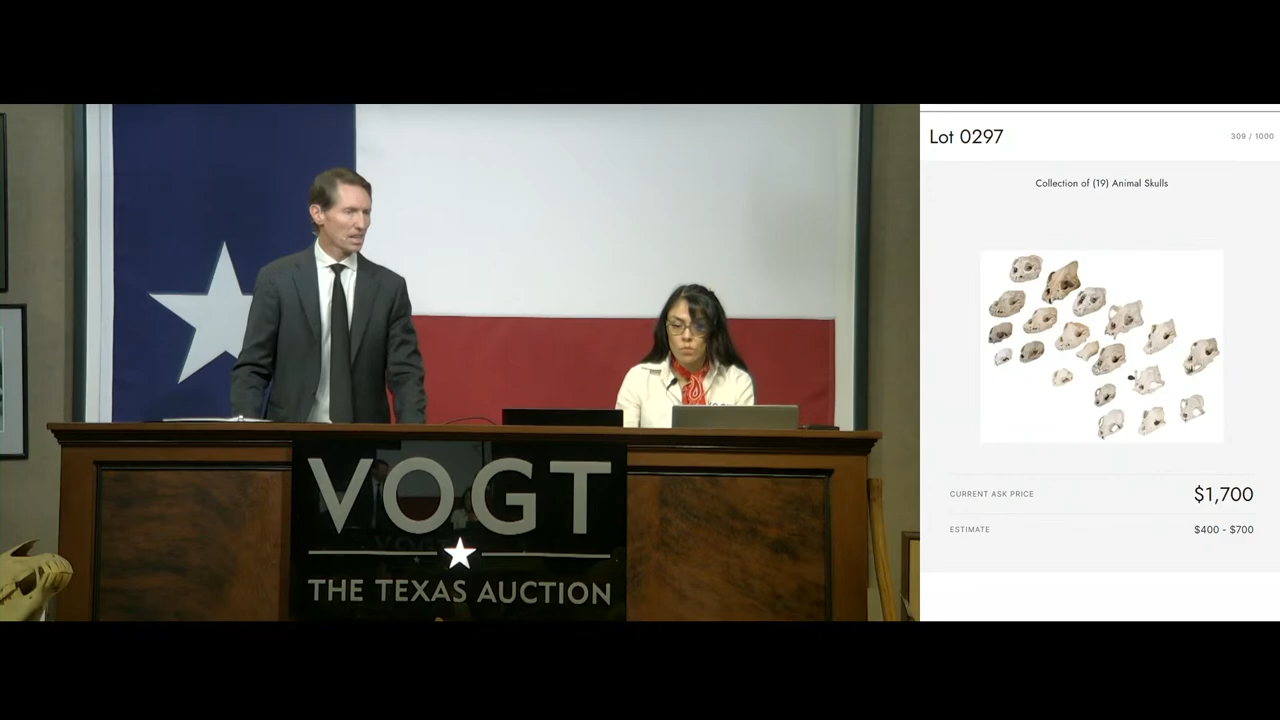 VOGT
THE TEXAS AUCTION
Lot 0297
309 / 1000
Collection of (19) Animal Skulls
CURRENT ASK PRICE
$1,700
ESTIMATE
$400 - $700